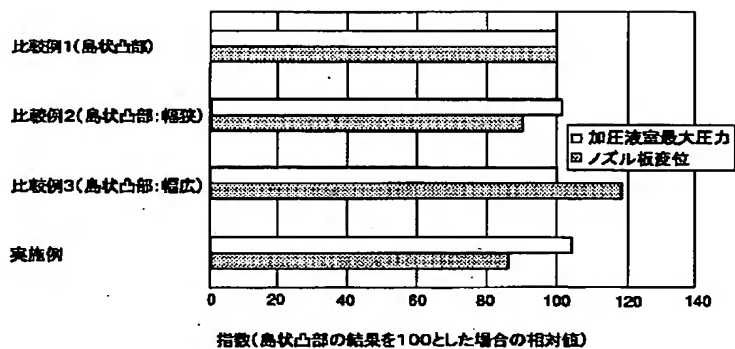 比較例1(島状凸部)
比較例2(島状凸部:幅狭)
比較例3(島状凸部:幅広)
実施例
□ 加圧液室最大圧力
ノズル板変位
0 20 40 60 80 100 120 140
指数(島状凸部の結果を100とした場合の相対値)